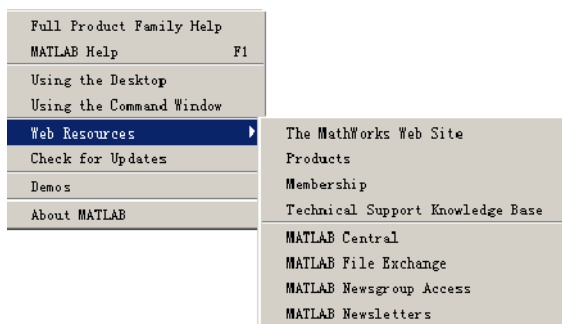 Full Product Family Help
MATLAB Help F1
Using the Desktop
Using the Command Window
Web Resources
Check for Updates
Demos
About MATLAB
The MathWorks Web Site
Products
Membership
Technical Support Knowledge Base
MATLAB Central
MATLAB File Exchange
MATLAB Newsgroup Access
MATLAB Newsletters